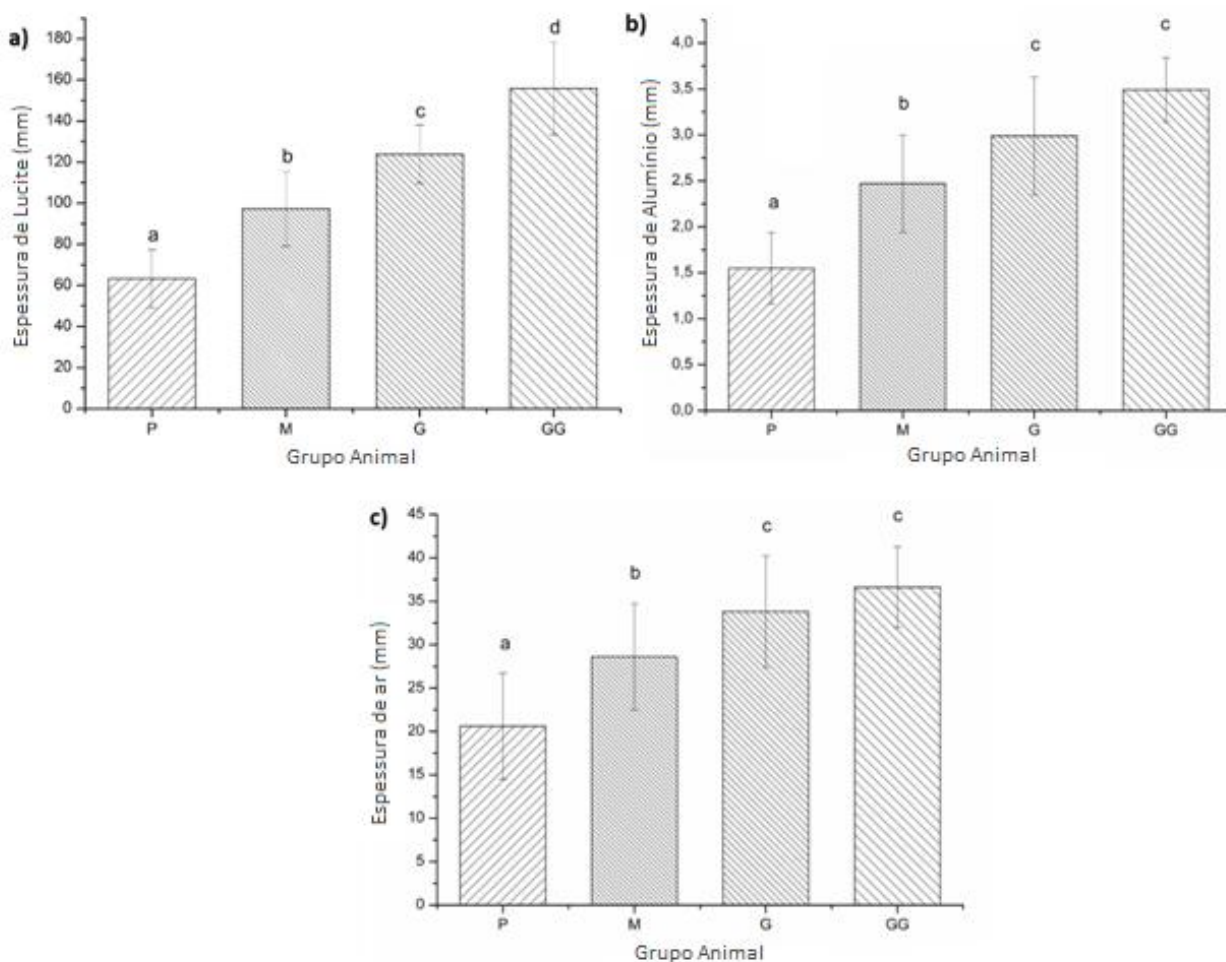 a)
Espessura de Lucite (mm)
180
160
140
120
100
80
60
40
20
0
a
b
c
d
P M G GG
Grupo Animal
b)
Espessura de Alumínio (mm)
4,0
3,5
3,0
2,5
2,0
1,5
1,0
0,5
0,0
a
b
c
c
P M G GG
Grupo Animal
c)
Espessura de ar (mm)
45
40
35
30
25
20
15
10
5
0
a
b
c
c
P M G GG
Grupo Animal